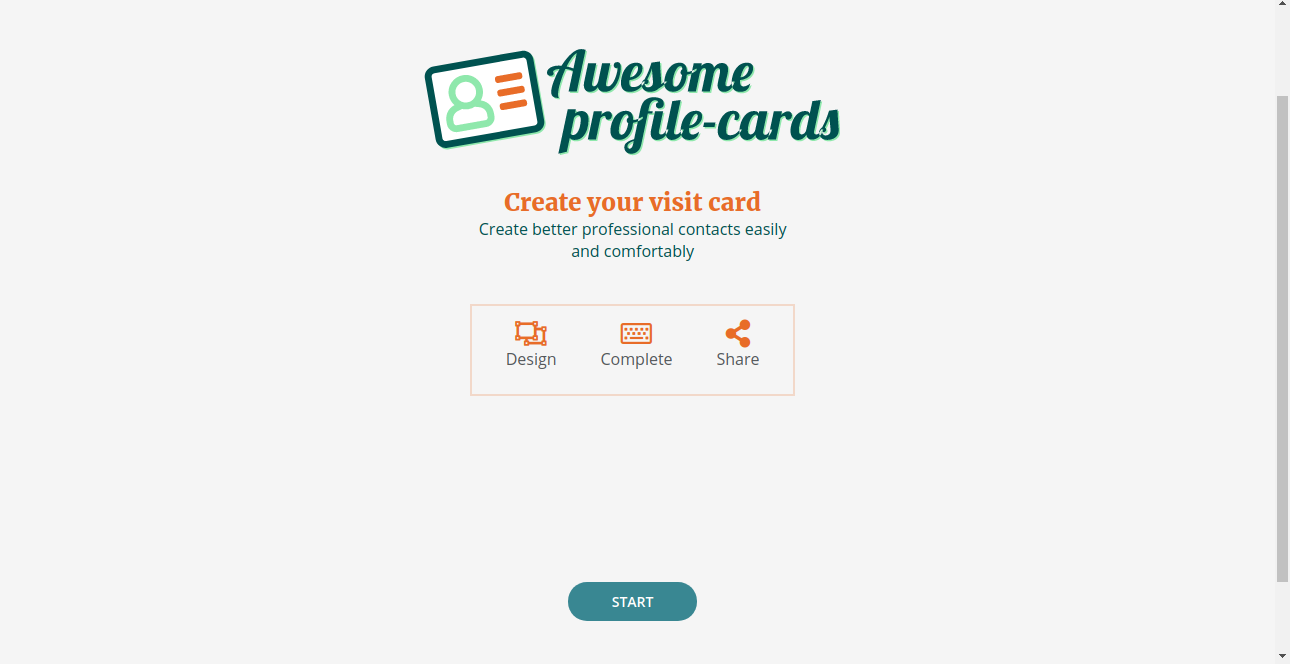 Awesome
profile-cards
Create your visit card
Create better professional contacts easily
and comfortably
Design Complete Share
START